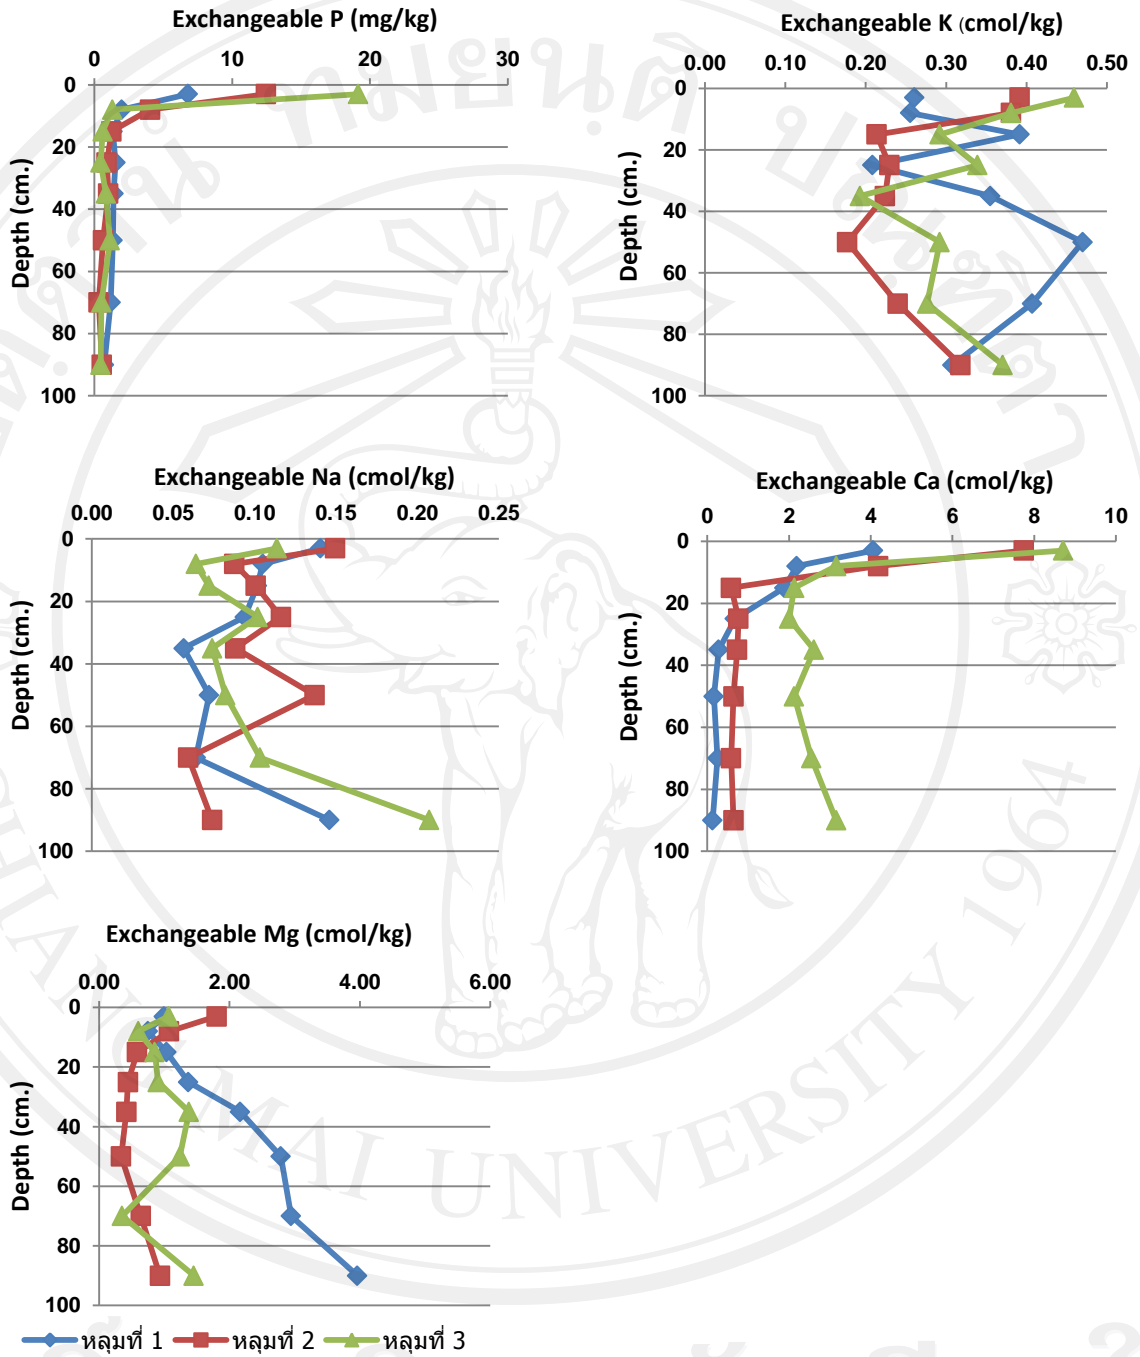 Exchangeable P (mg/kg)
0 10 20 30
0
20
40
60
80
100
Depth (cm.)
Exchangeable K (cmol/kg)
0.00 0.10 0.20 0.30 0.40 0.50
0
20
40
60
80
100
Depth (cm.)
Exchangeable Na (cmol/kg)
0.00 0.05 0.10 0.15 0.20 0.25
0
20
40
60
80
100
Depth (cm.)
Exchangeable Ca (cmol/kg)
0 2 4 6 8 10
0
20
40
60
80
100
Depth (cm.)
Exchangeable Mg (cmol/kg)
0.00 2.00 4.00 6.00
0
20
40
60
80
100
Depth (cm.)
หลุมที่ 1 หลุมที่ 2 หลุมที่ 3
CHIANG MAI UNIVERSITY 1964